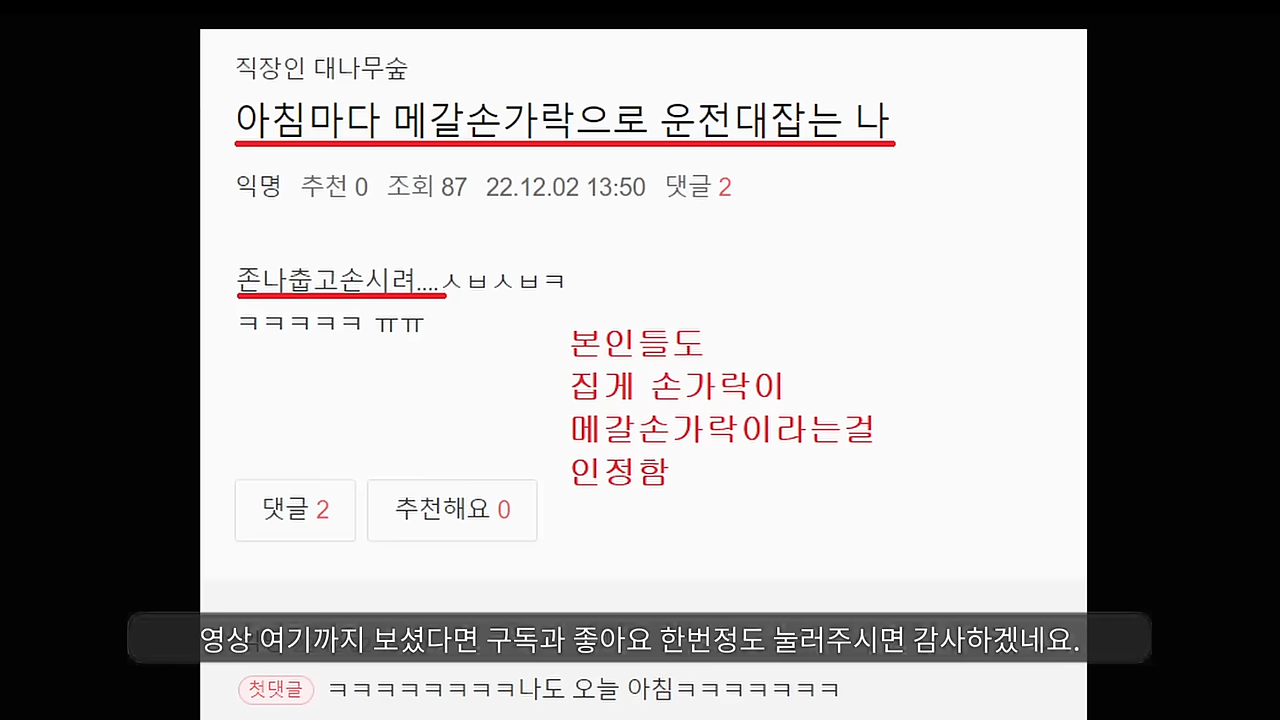 직장인 대나무숲
아침마다 메갈손가락으로 운전대잡는 나
익명 추천 0 조회 87 22.12.02 13:50 댓글 2
존나춥고손시려....ㅅㅂㅅㅂㅋ
ㅋㅋㅋㅋㅋ ㅠㅠ
본인들도
집게 손가락이
메갈손가락이라는걸
인정함
댓글 2 추천해요 0
영상 여기까지 보셨다면 구독과 좋아요 한번정도 눌러주시면 감사하겠네요.
첫댓글 ㅋㅋㅋㅋㅋㅋㅋㅋ나도 오늘 아침ㅋㅋㅋㅋㅋㅋㅋ